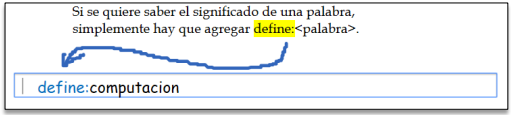 Si se quiere saber el significado de una palabra,
simplemente hay que agregar define:<palabra>.
define:computacion